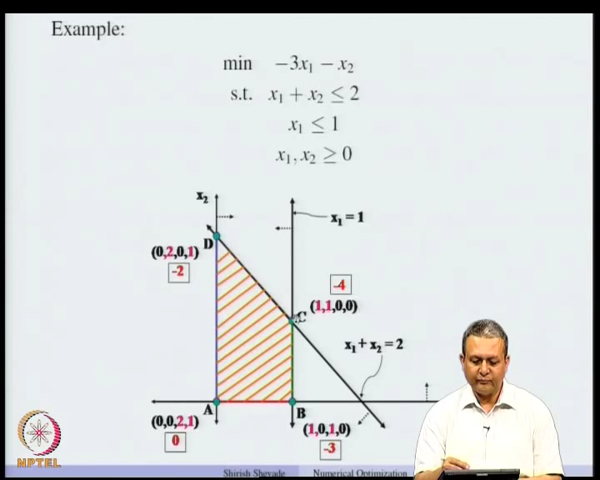 Example:
min −3x₁ − x₂
s.t. x₁ + x₂ ≤ 2
x₁ ≤ 1
x₁, x₂ ≥ 0
x₂
x₁ = 1
D
(0,2,0,1)
-2
-4
C
(1,1,0,0)
x₁ + x₂ = 2
A
B
(0,0,2,1)
0
(1,0,1,0)
-3
NPTEL
Shirish Shevade Numerical Optimization